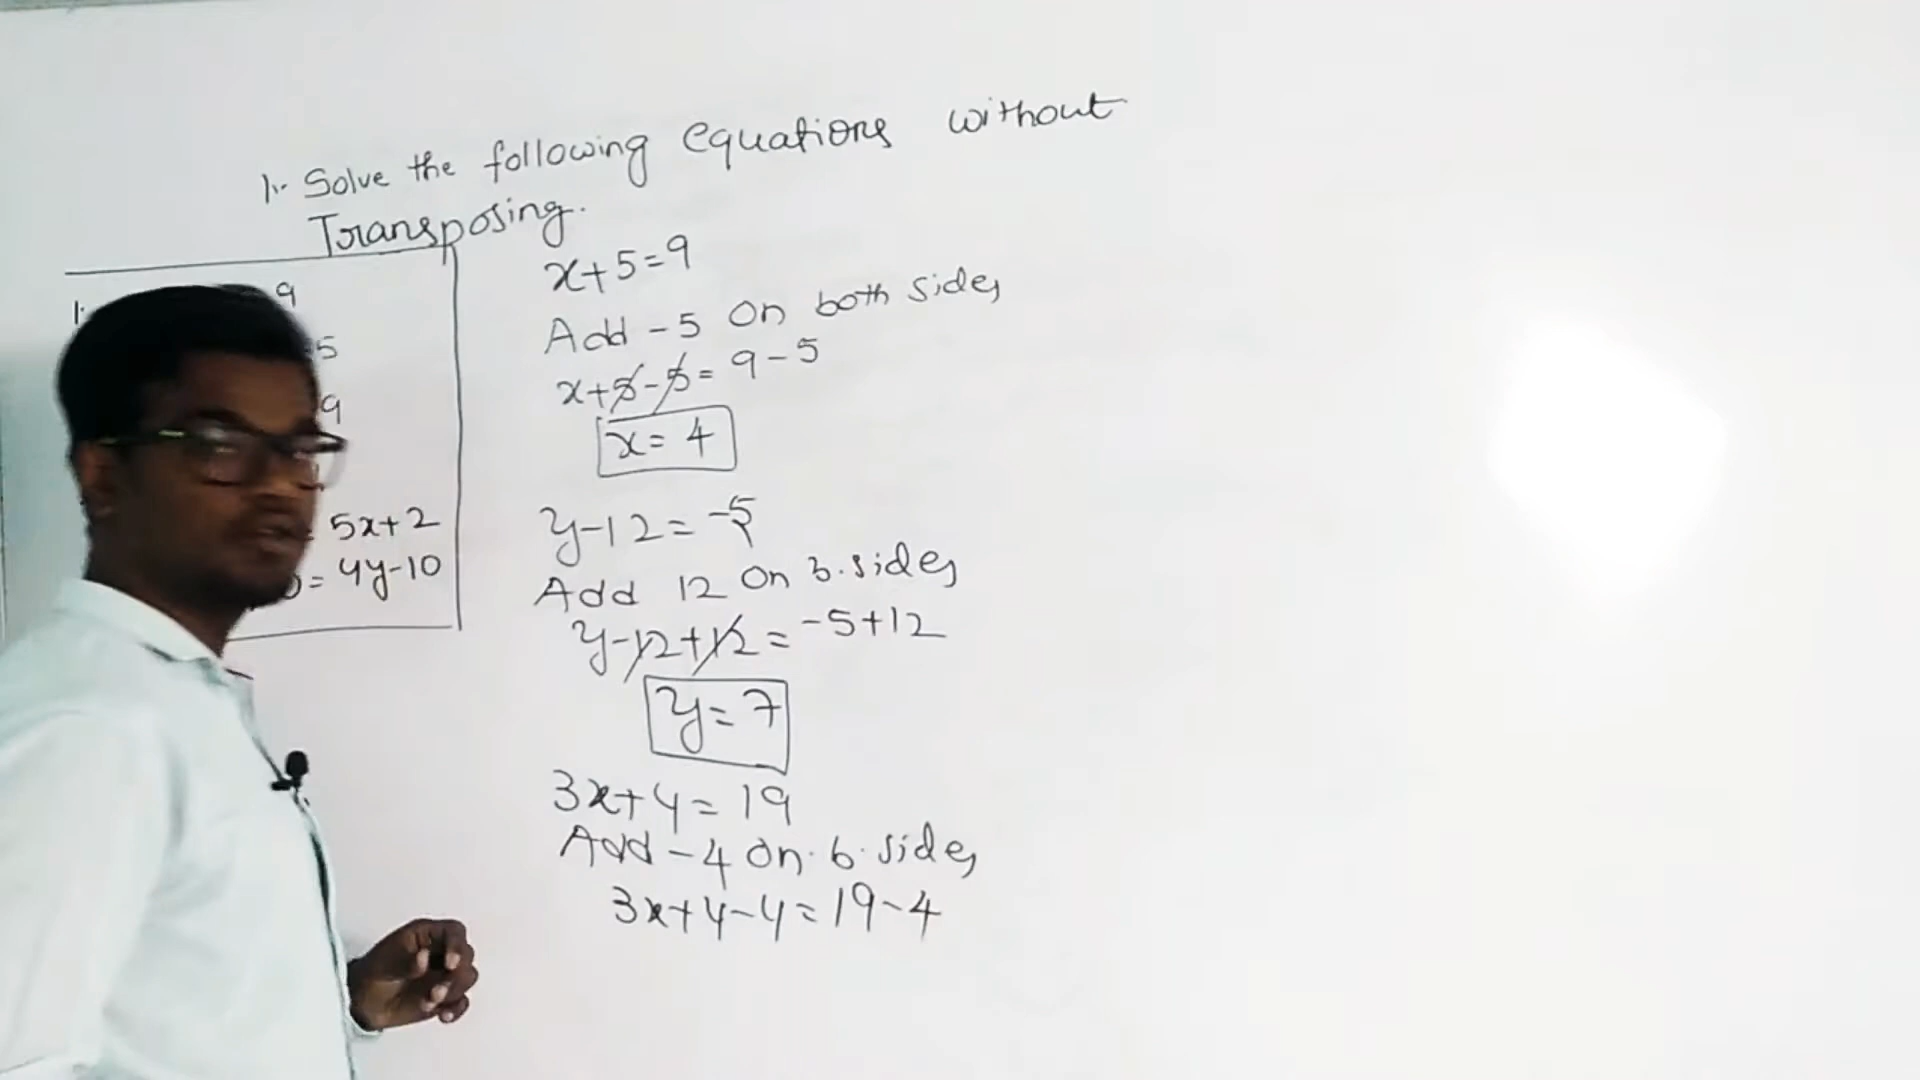 1. Solve the following equations without
Transposing.
1.
9
5
9
5x+2
= 4y-10
x+5=9
Add -5 on both sides
x+5-5= 9-5
x= 4
y-12= -5
Add 12 on b.sides
y-12+12= -5+12
y= 7
3x+4= 19
Add -4 on.b.sides
3x+4-4= 19-4